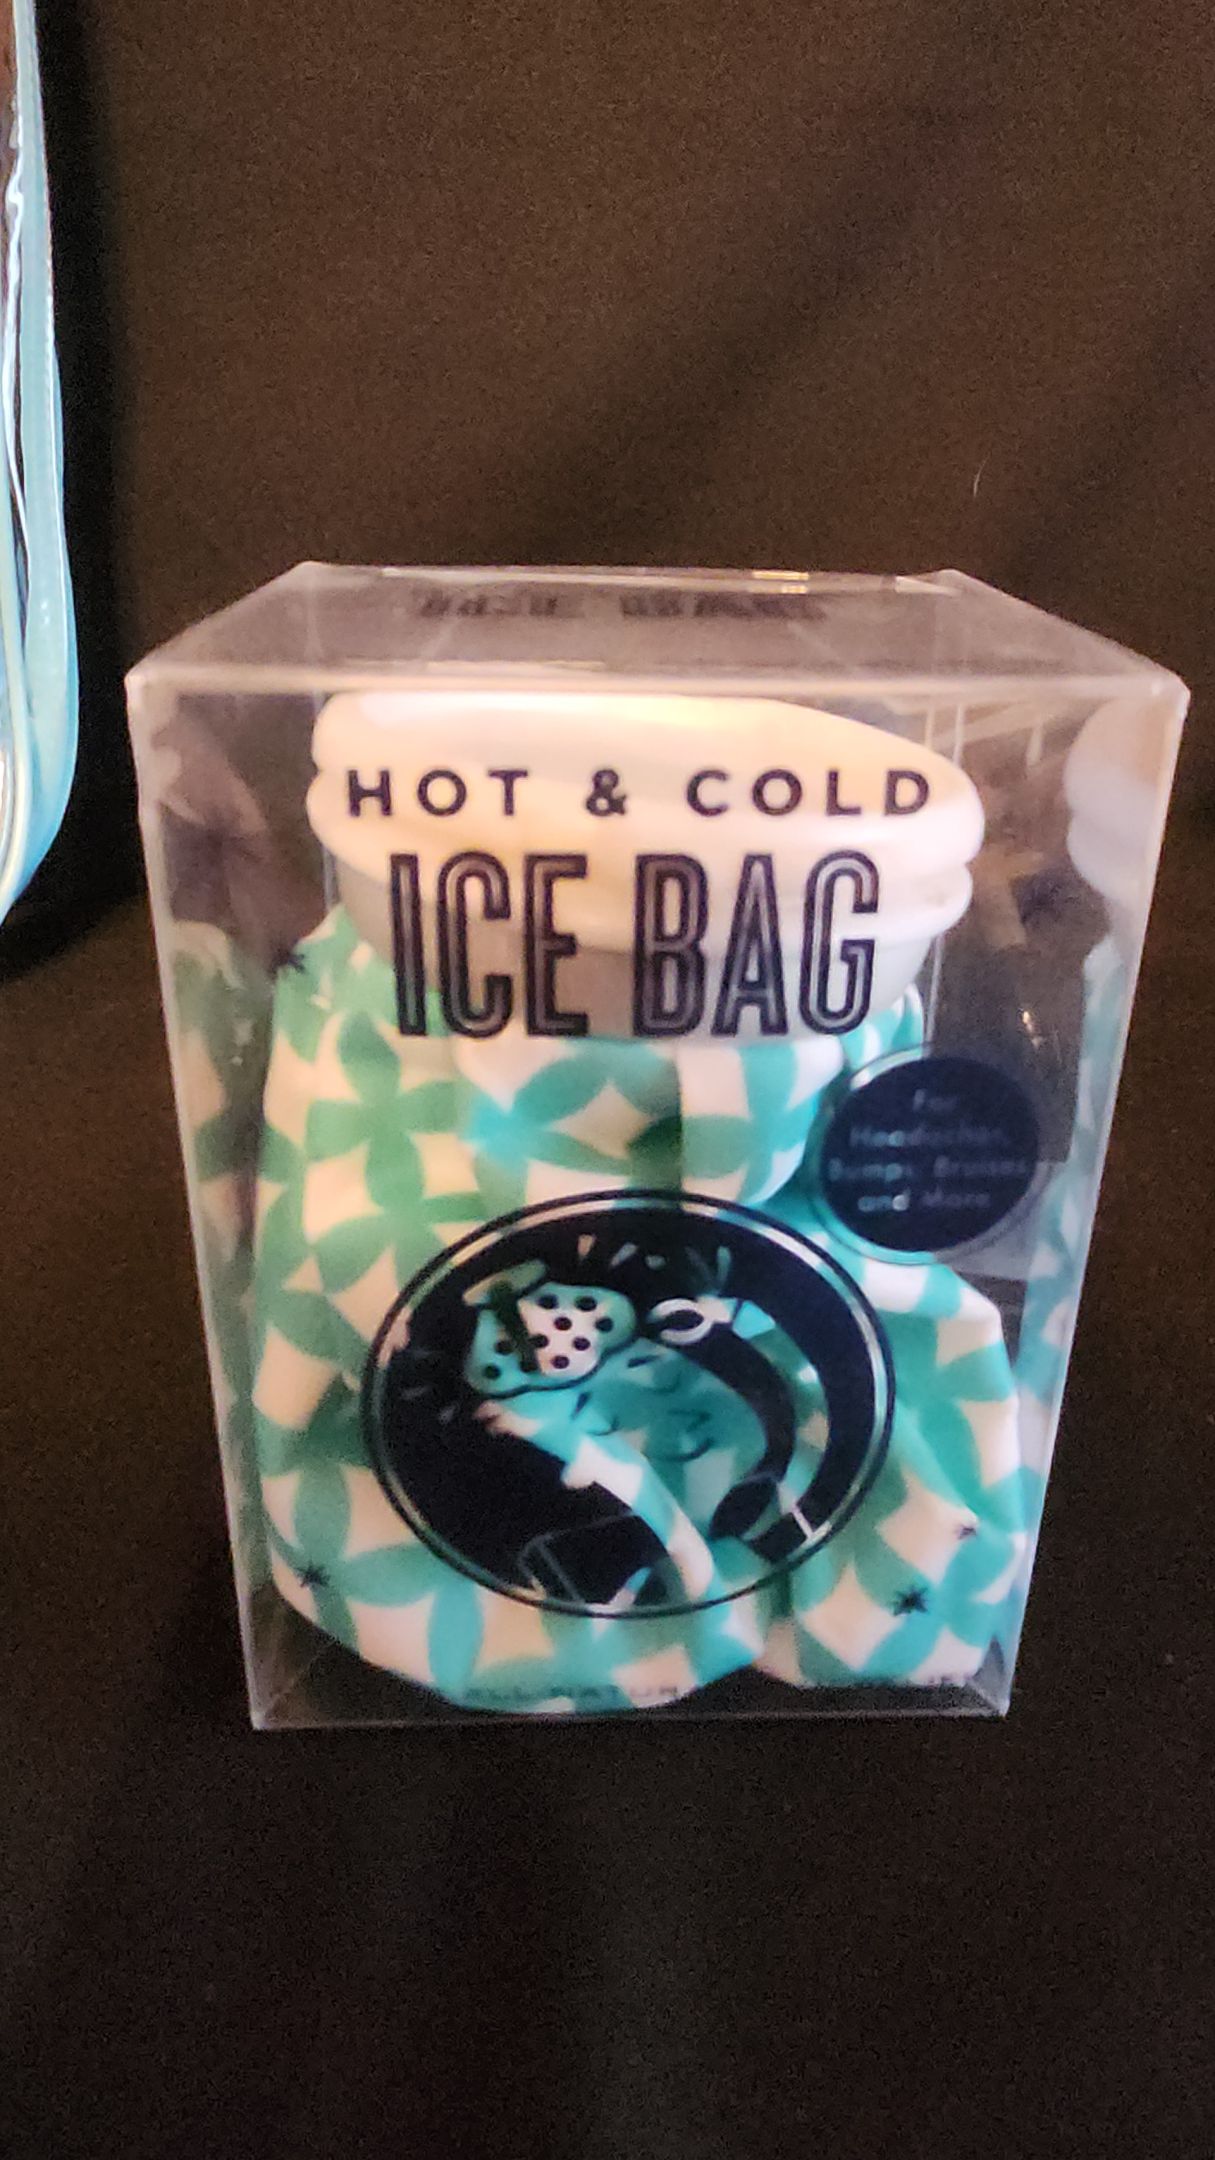 HOT & COLD
ICE BAG
For
Headaches,
Bumps, Bruises
and More